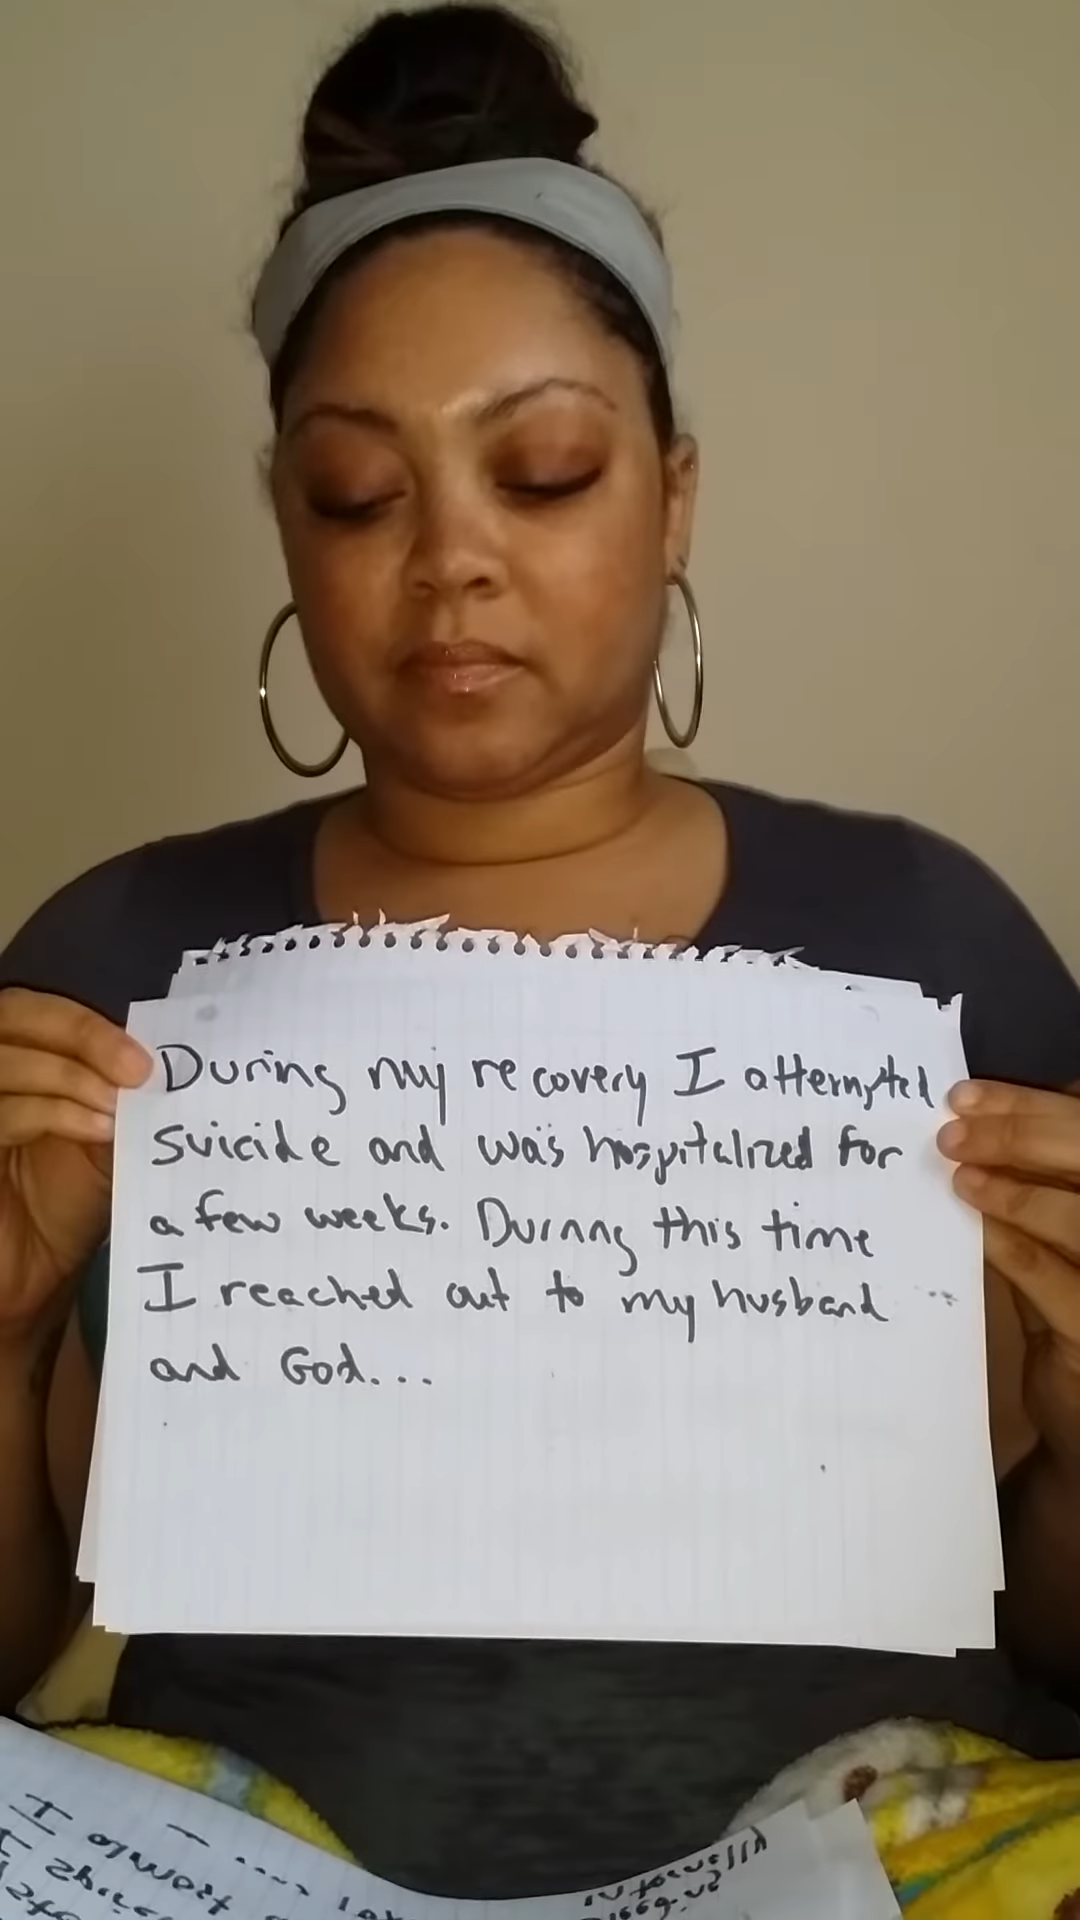 During my recovery I attempted
suicide and was hospitalized for
a few weeks. During this time
I reached out to my husband
and God...
I
I almost